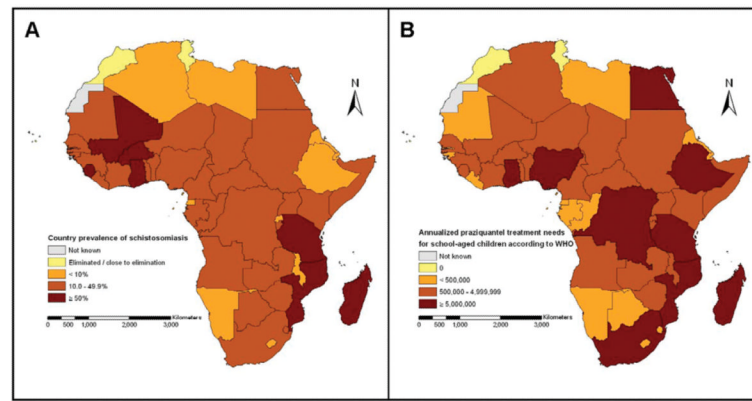 A
N
Country prevalence of schistosomiasis
Not known
Eliminated / close to elimination
< 10%
10.0 - 49.9%
≥ 50%
Kilometers
0 500 1,000 2,000 3,000
B
N
Annualized praziquantel treatment needs
for school-aged children according to WHO
Not known
0
< 500,000
500,000 - 4,999,999
≥ 5,000,000
Kilometers
0 500 1,000 2,000 3,000